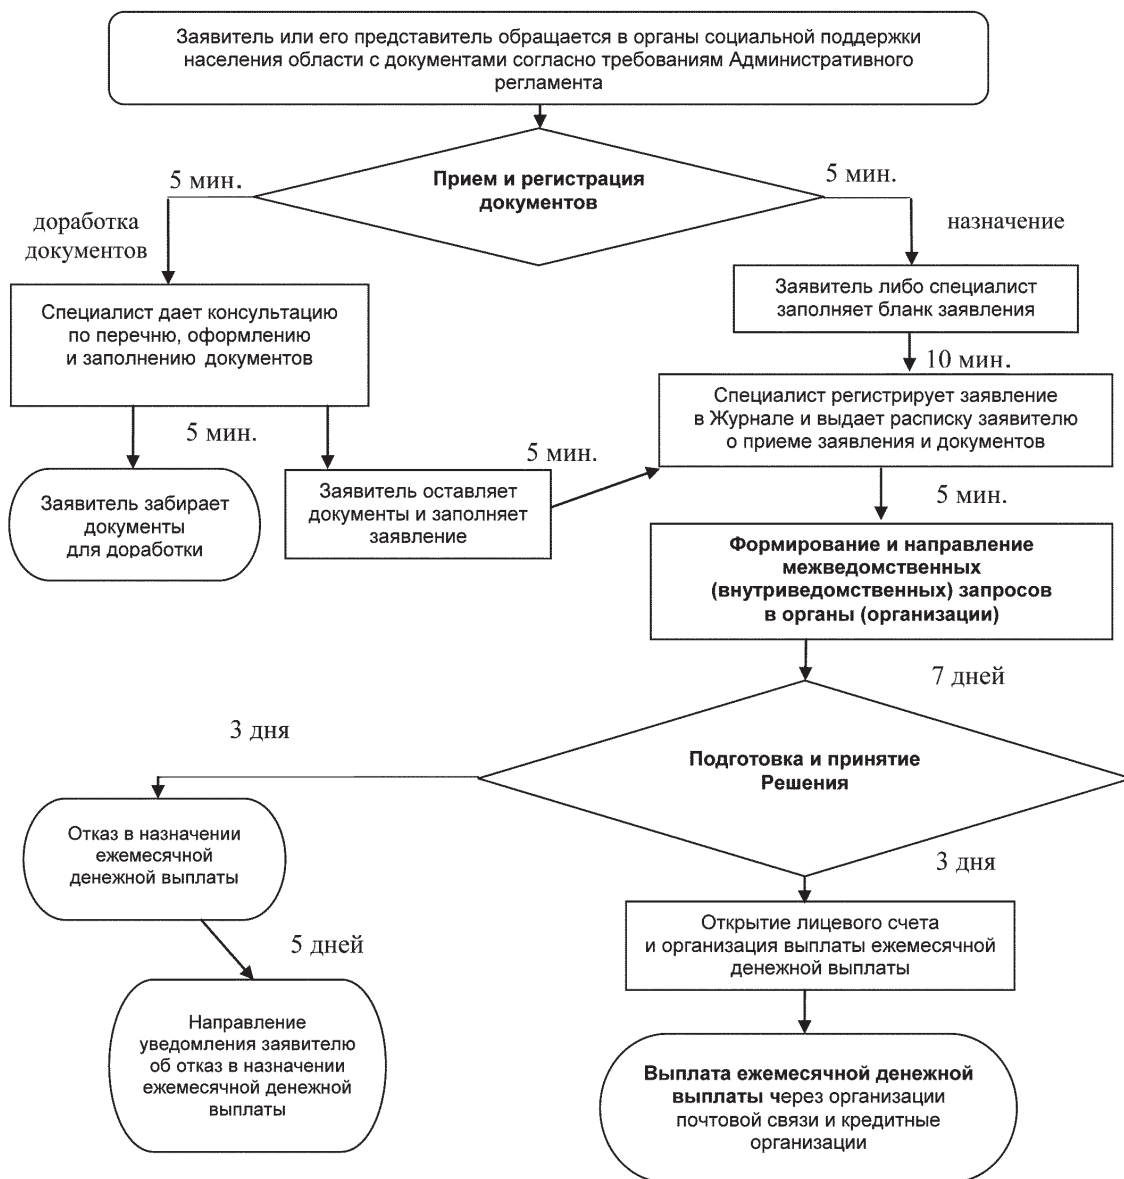 Заявитель или его представитель обращается в органы социальной поддержки
населения области с документами согласно требованиям Административного
регламента
5 мин.
Прием и регистрация
документов
5 мин.
доработка
документов
назначение
Специалист дает консультацию
по перечню, оформлению
и заполнению документов
Заявитель либо специалист
заполняет бланк заявления
10 мин.
Специалист регистрирует заявление
в Журнале и выдает расписку заявителю
о приеме заявления и документов
5 мин.
5 мин.
Заявитель забирает
документы
для доработки
Заявитель оставляет
документы и заполняет
заявление
5 мин.
Формирование и направление
межведомственных
(внутриведомственных) запросов
в органы (организации)
7 дней
3 дня
Подготовка и принятие
Решения
Отказ в назначении
ежемесячной
денежной выплаты
3 дня
5 дней
Открытие лицевого счета
и организация выплаты ежемесячной
денежной выплаты
Направление
уведомления заявителю
об отказ в назначении
ежемесячной денежной
выплаты
Выплата ежемесячной денежной
выплаты через организации
почтовой связи и кредитные
организации